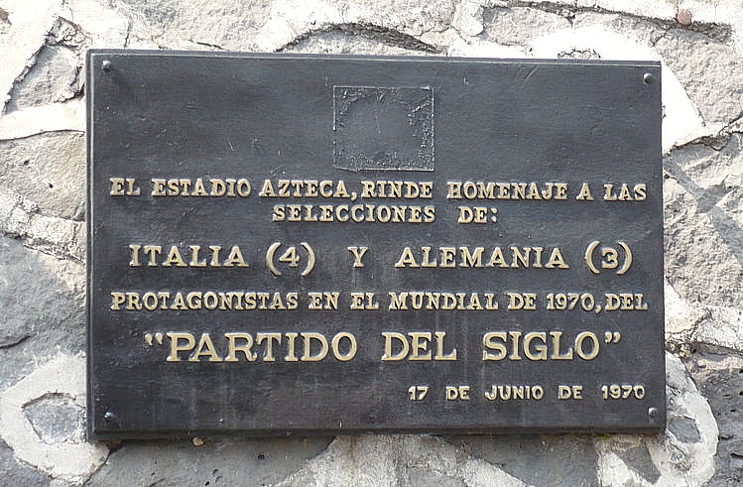 EL ESTADIO AZTECA, RINDE HOMENAJE A LAS
SELECCIONES DE:
ITALIA (4) Y ALEMANIA (3)
PROTAGONISTAS EN EL MUNDIAL DE 1970, DEL
"PARTIDO DEL SIGLO"
17 DE JUNIO DE 1970